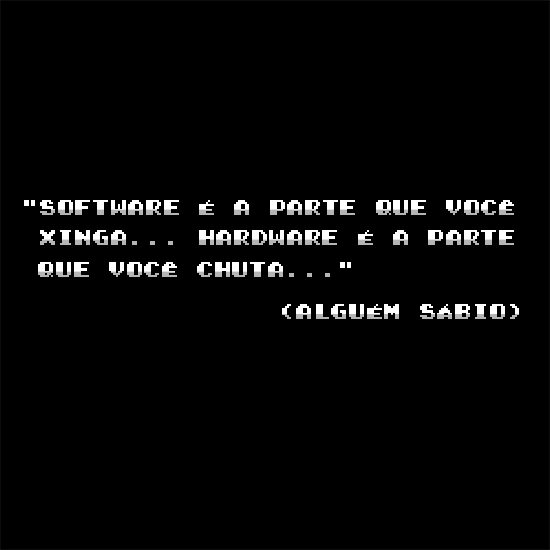 "SOFTWARE É A PARTE QUE VOCÊ
XINGA... HARDWARE É A PARTE
QUE VOCÊ CHUTA..."
(ALGUÉM SÁBIO)